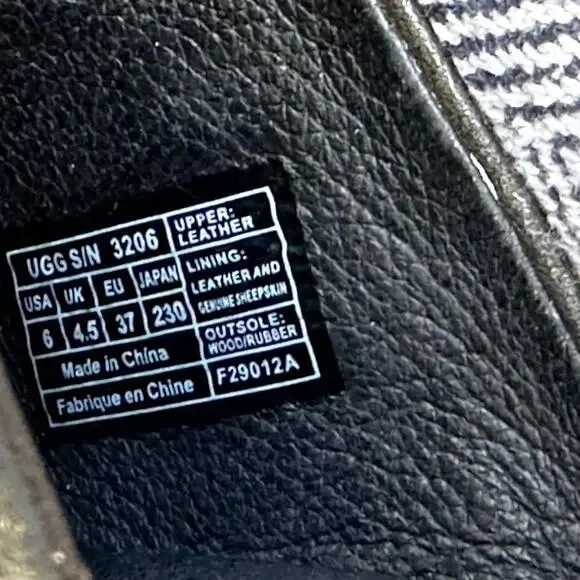 UGG S/N 3206
USA UK EU JAPAN
6 4.5 37 230
Made in China
Fabrique en Chine
UPPER:
LEATHER
LINING:
LEATHER AND
GENUINE SHEEPSKIN
OUTSOLE:
WOOD/RUBBER
F29012A